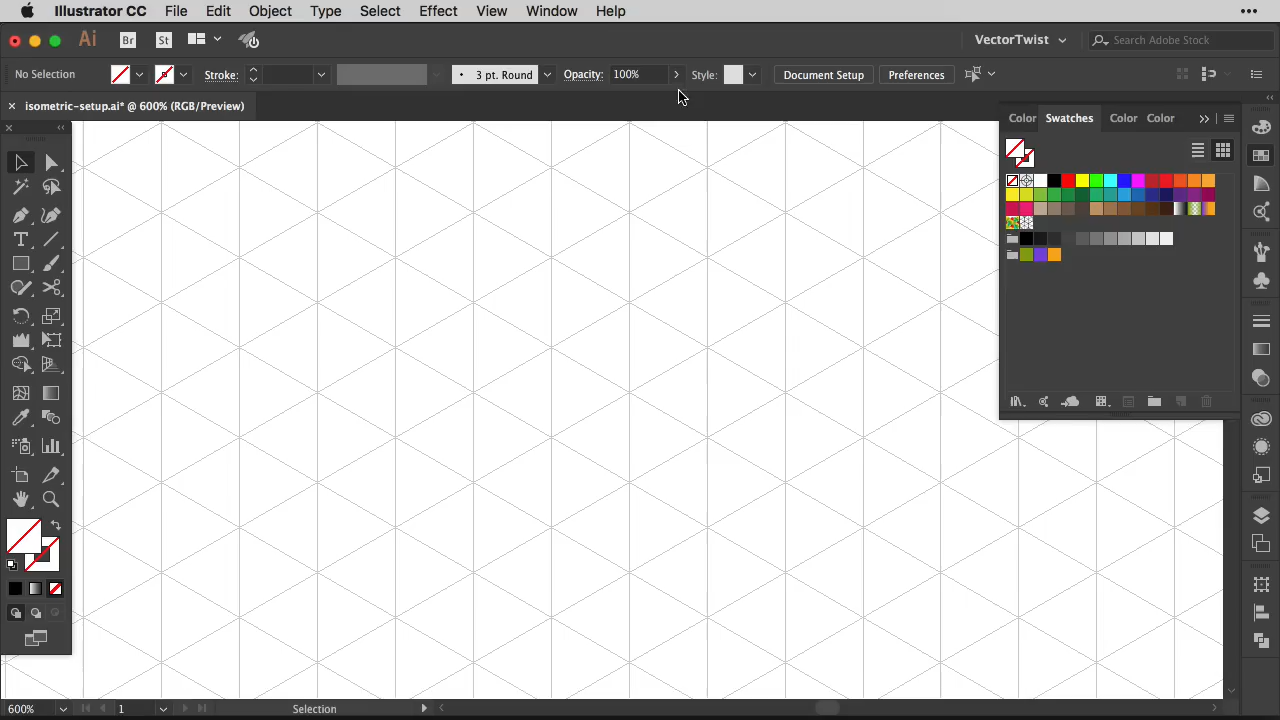 Illustrator CC File Edit Object Type Select Effect View Window Help
Ai Br St VectorTwist Search Adobe Stock
No Selection Stroke: 3 pt. Round Opacity: 100% Style: Document Setup Preferences
isometric-setup.ai* @ 600% (RGB/Preview)
Color Swatches Color Color
600% 1 Selection